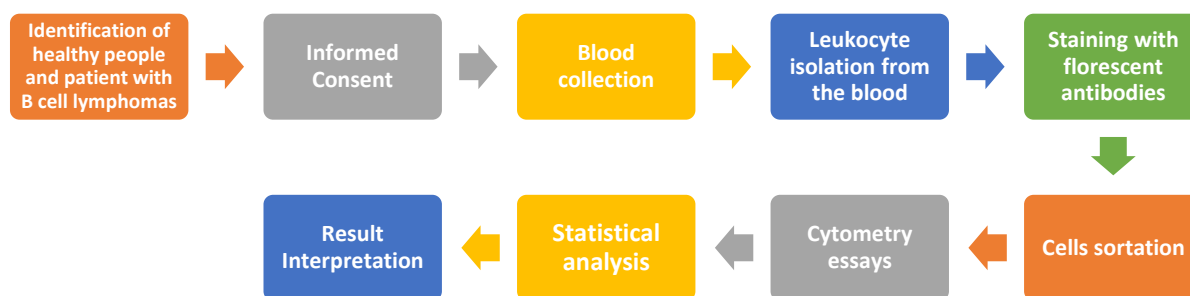 Identification of
healthy people
and patient with
B cell lymphomas
Informed
Consent
Blood
collection
Leukocyte
isolation from
the blood
Staining with
florescent
antibodies
Cells sortation
Cytometry
essays
Statistical
analysis
Result
Interpretation